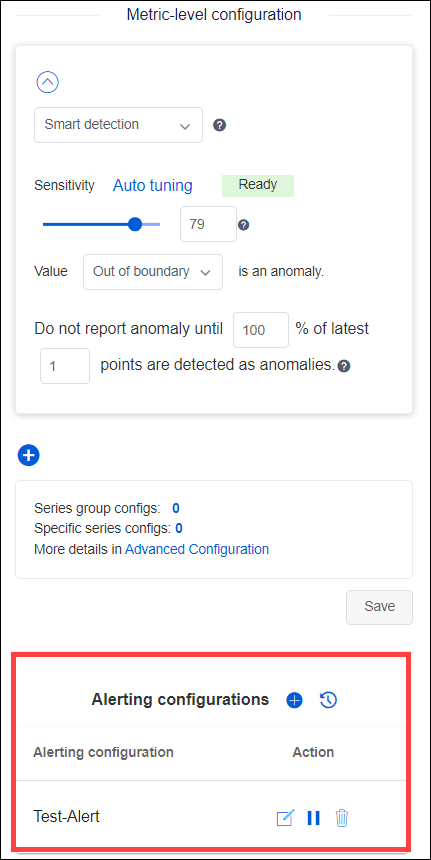 Metric-level configuration
Smart detection ?
Sensitivity Auto tuning Ready
79 ?
Value Out of boundary is an anomaly.
Do not report anomaly until 100 % of latest
1 points are detected as anomalies. ?
Series group configs: 0
Specific series configs: 0
More details in Advanced Configuration
Save
Alerting configurations
Alerting configuration Action
Test-Alert